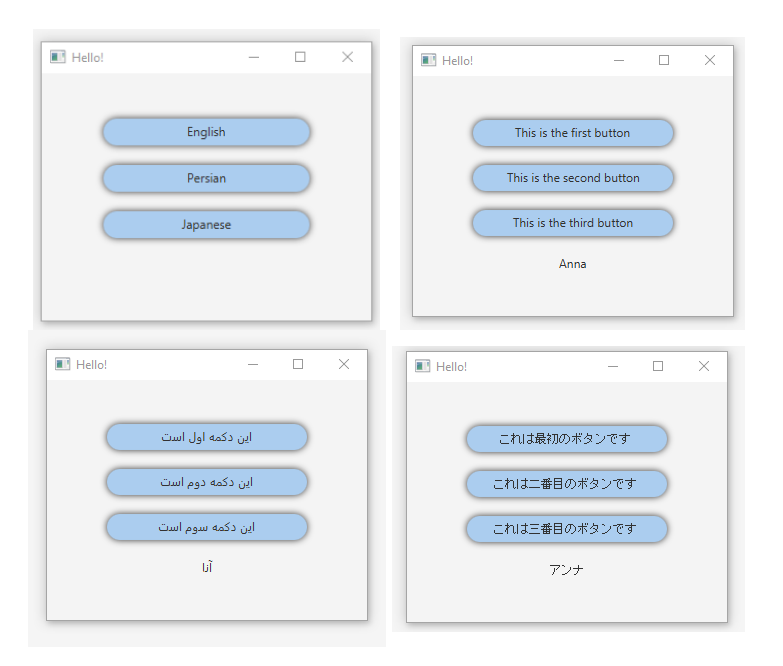 Hello!
English
Persian
Japanese
Hello!
This is the first button
This is the second button
This is the third button
Anna
Hello!
این دکمه اول است
این دکمه دوم است
این دکمه سوم است
آنا
Hello!
これは最初のボタンです
これは二番目のボタンです
これは三番目のボタンです
アンナ